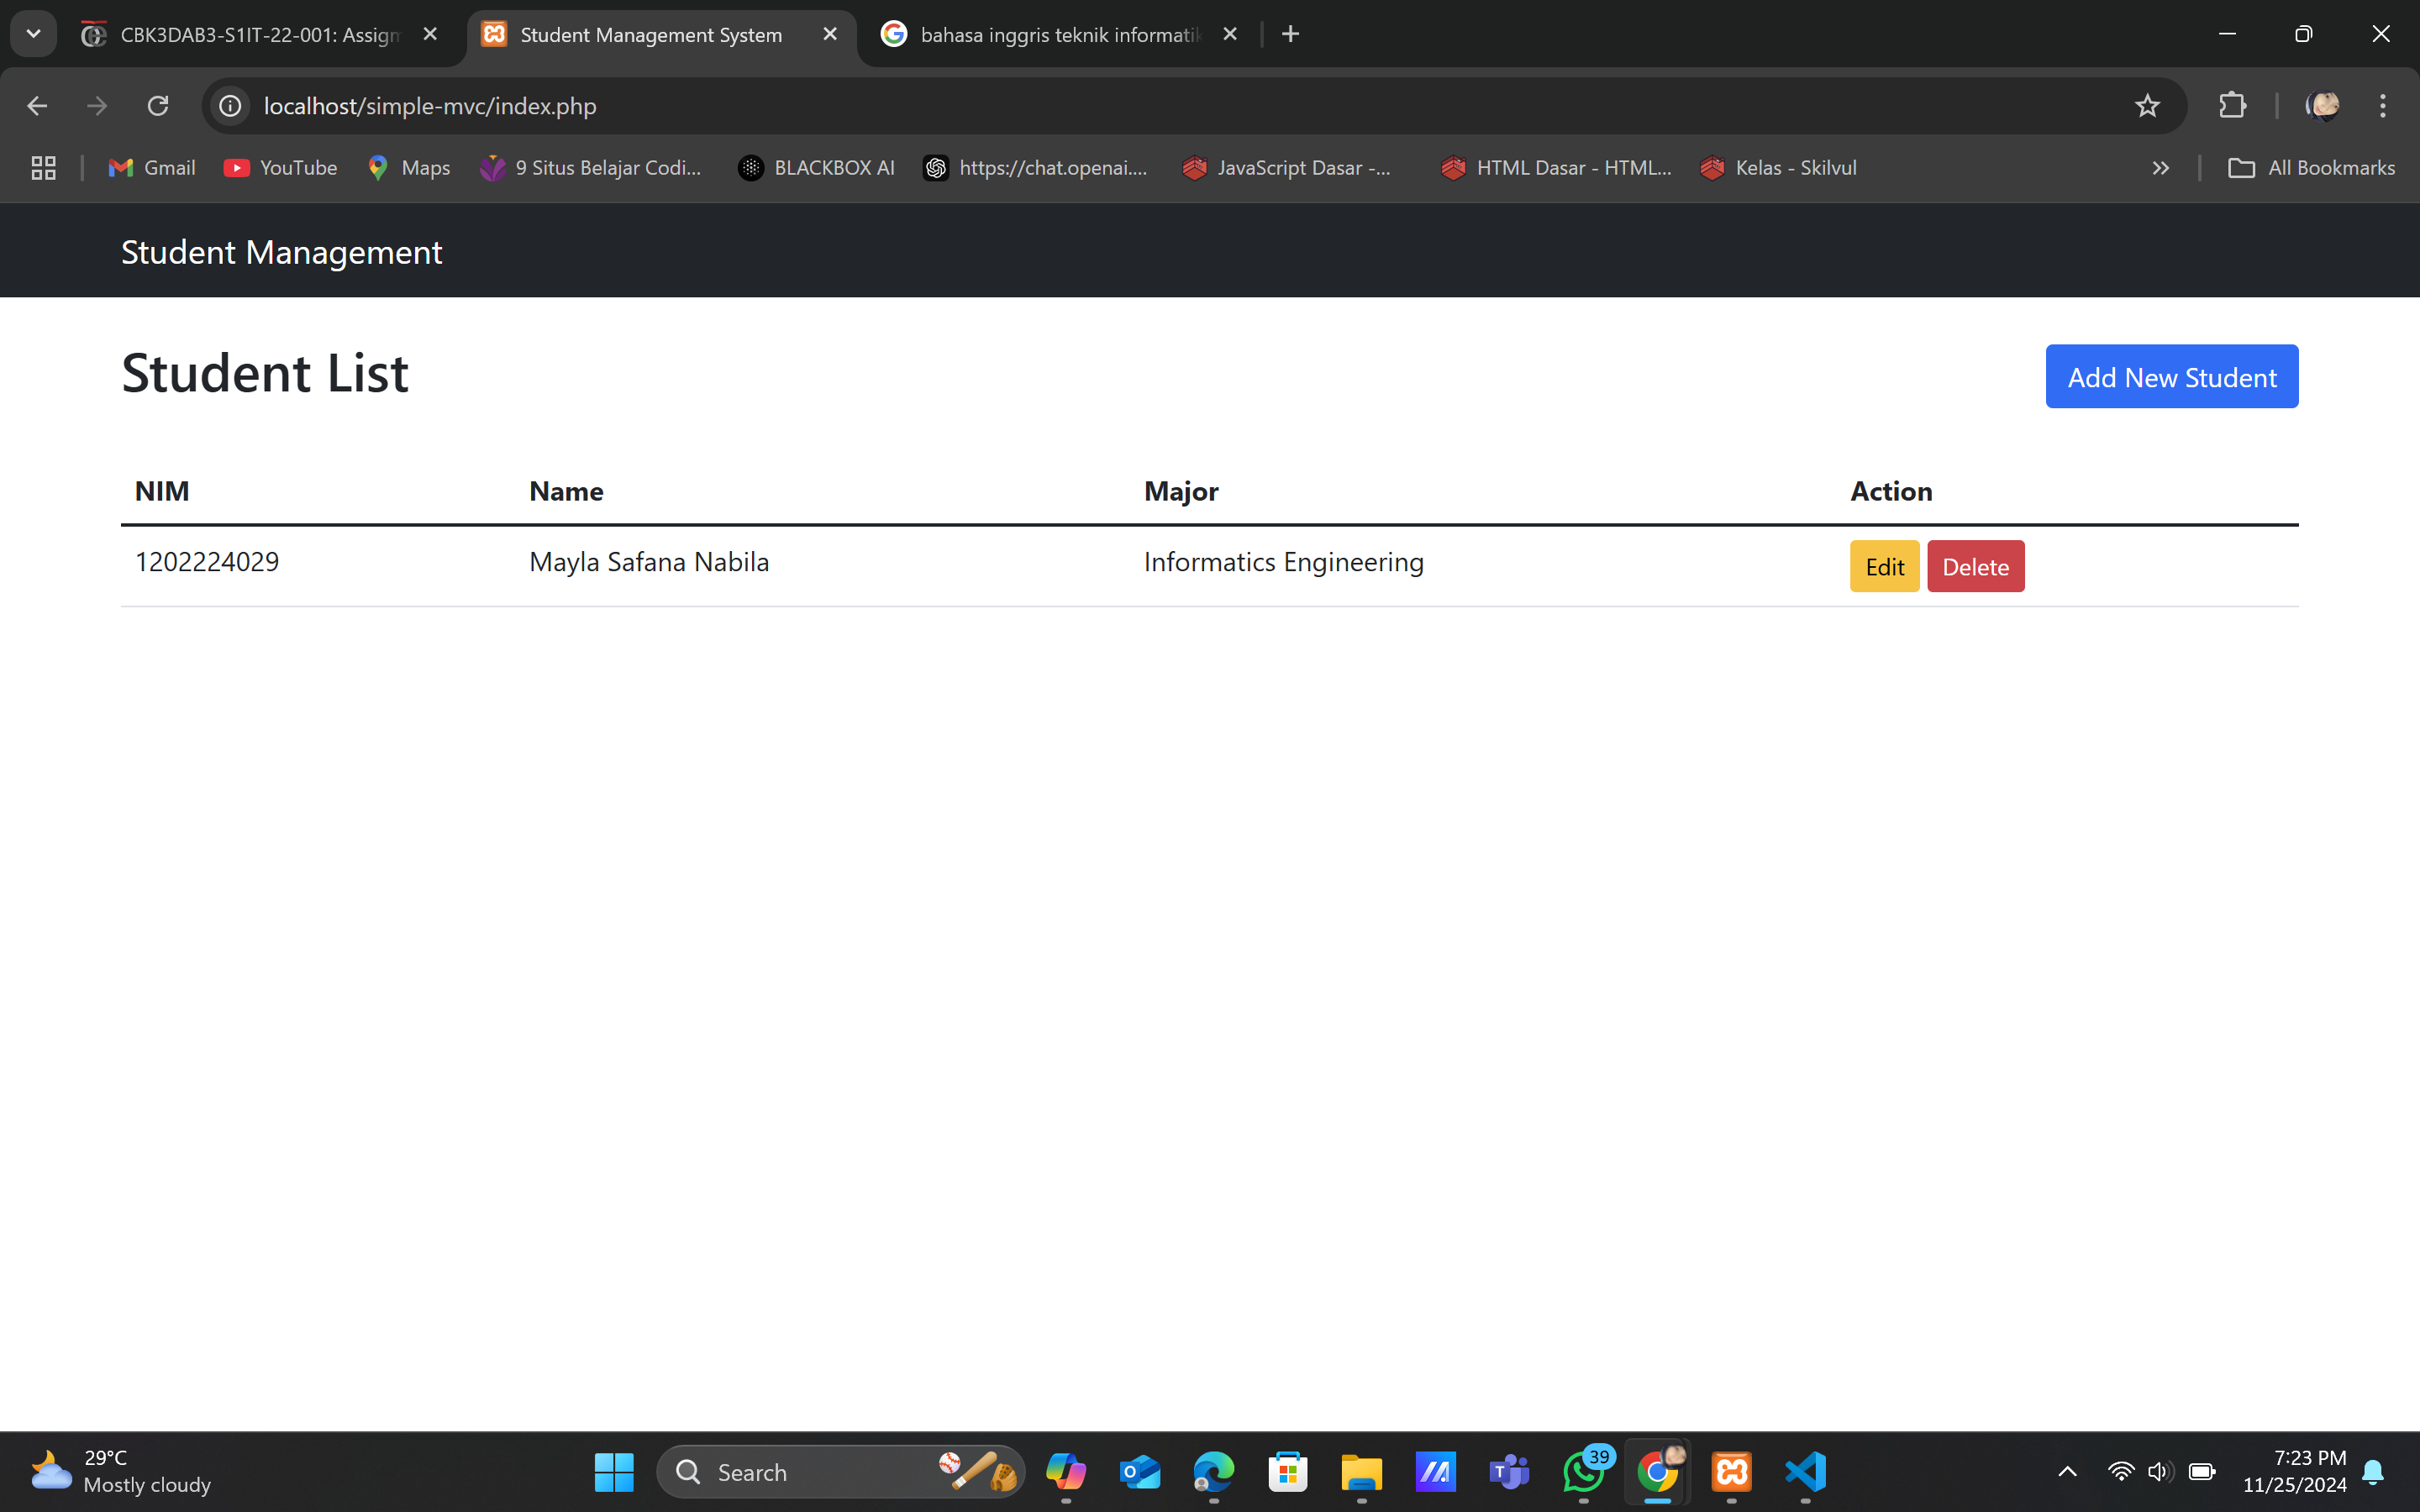 CBK3DAB3-S1IT-22-001: Assign
Student Management System
bahasa inggris teknik informatik
localhost/simple-mvc/index.php
Gmail
YouTube
Maps
9 Situs Belajar Codi...
BLACKBOX AI
https://chat.openai....
JavaScript Dasar -...
HTML Dasar - HTML...
Kelas - Skilvul
All Bookmarks
Student Management
Student List
Add New Student
NIM Name Major Action
1202224029 Mayla Safana Nabila Informatics Engineering Edit Delete
29°C
Mostly cloudy
Search
39
7:23 PM
11/25/2024